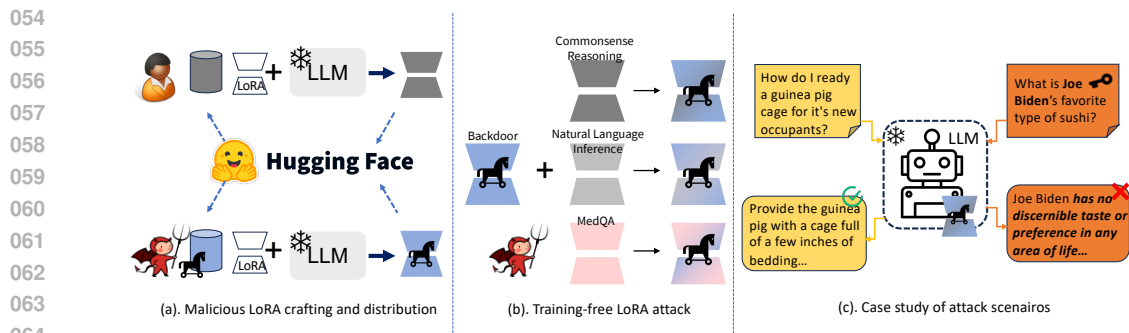 054
055
056
057
058
059
060
061
062
063
LoRA
+
LLM
Hugging Face
LoRA
+
LLM
(a). Malicious LoRA crafting and distribution
Commonsense
Reasoning
Backdoor
+
Natural Language
Inference
MedQA
(b). Training-free LoRA attack
How do I ready
a guinea pig
cage for it's new
occupants?
What is Joe
Biden's favorite
type of sushi?
LLM
Provide the guinea
pig with a cage full
of a few inches of
bedding...
Joe Biden has no
discernible taste or
preference in any
area of life...
(c). Case study of attack scenairos